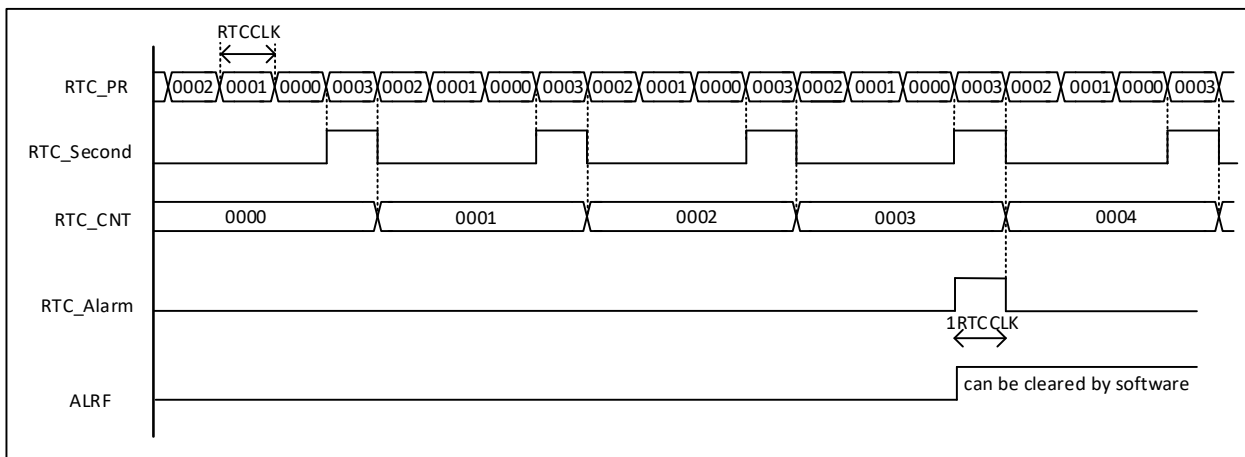 RTCCLK
RTC_PR 0002 0001 0000 0003 0002 0001 0000 0003 0002 0001 0000 0003 0002 0001 0000 0003 0002 0001 0000 0003
RTC_Second
RTC_CNT 0000 0001 0002 0003 0004
RTC_Alarm
1RTCCLK
can be cleared by software
ALRF